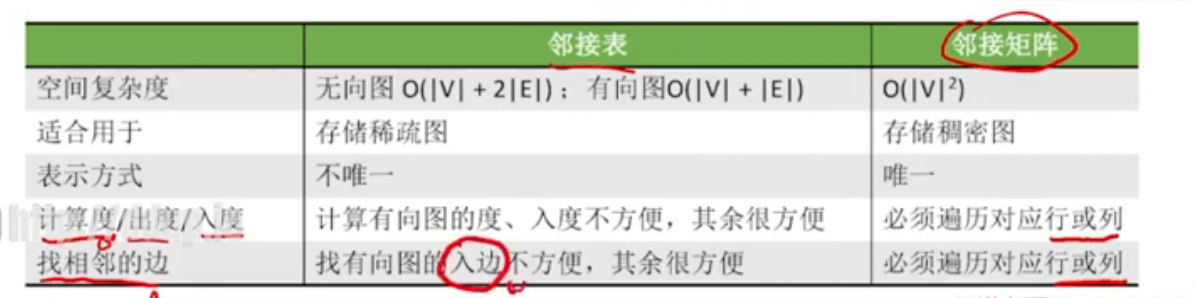 邻接表 邻接矩阵
空间复杂度 无向图 O(|V| + 2|E|)；有向图O(|V| + |E|) O(|V|²)
适合用于 存储稀疏图 存储稠密图
表示方式 不唯一 唯一
计算度/出度/入度 计算有向图的度、入度不方便，其余很方便 必须遍历对应行或列
找相邻的边 找有向图的入边不方便，其余很方便 必须遍历对应行或列